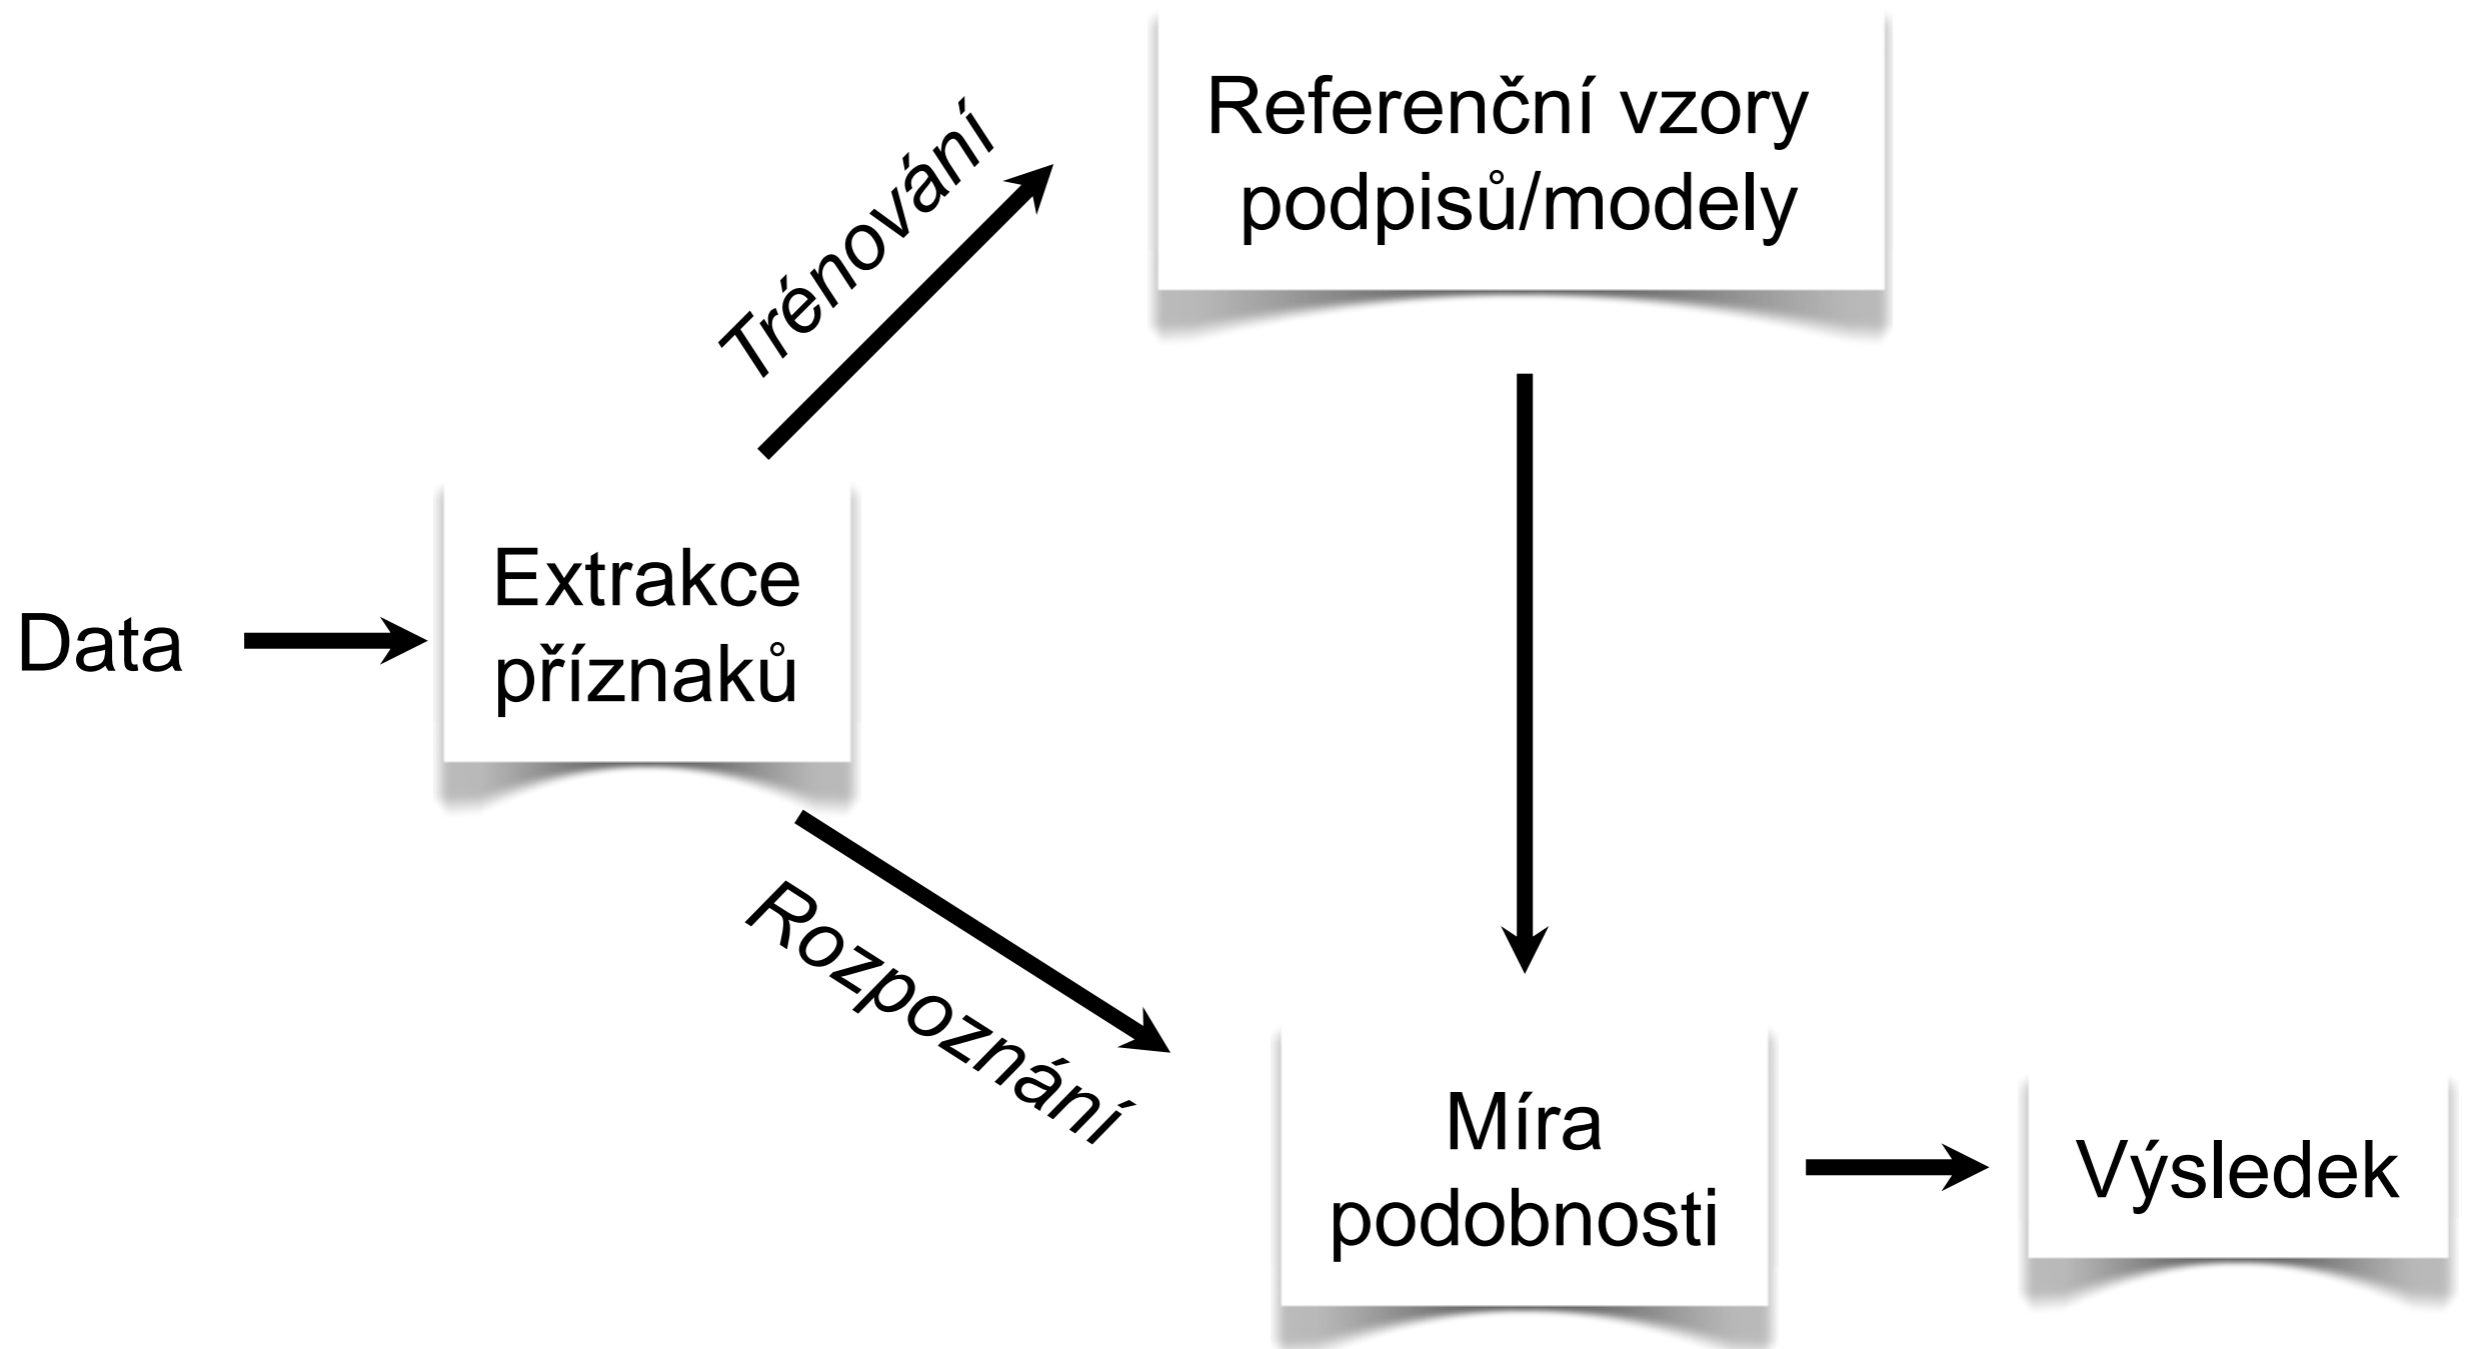 Referenční vzory
podpisů/modely
Trénování
Extrakce
příznaků
Data
Rozpoznání
Míra
podobnosti
Výsledek